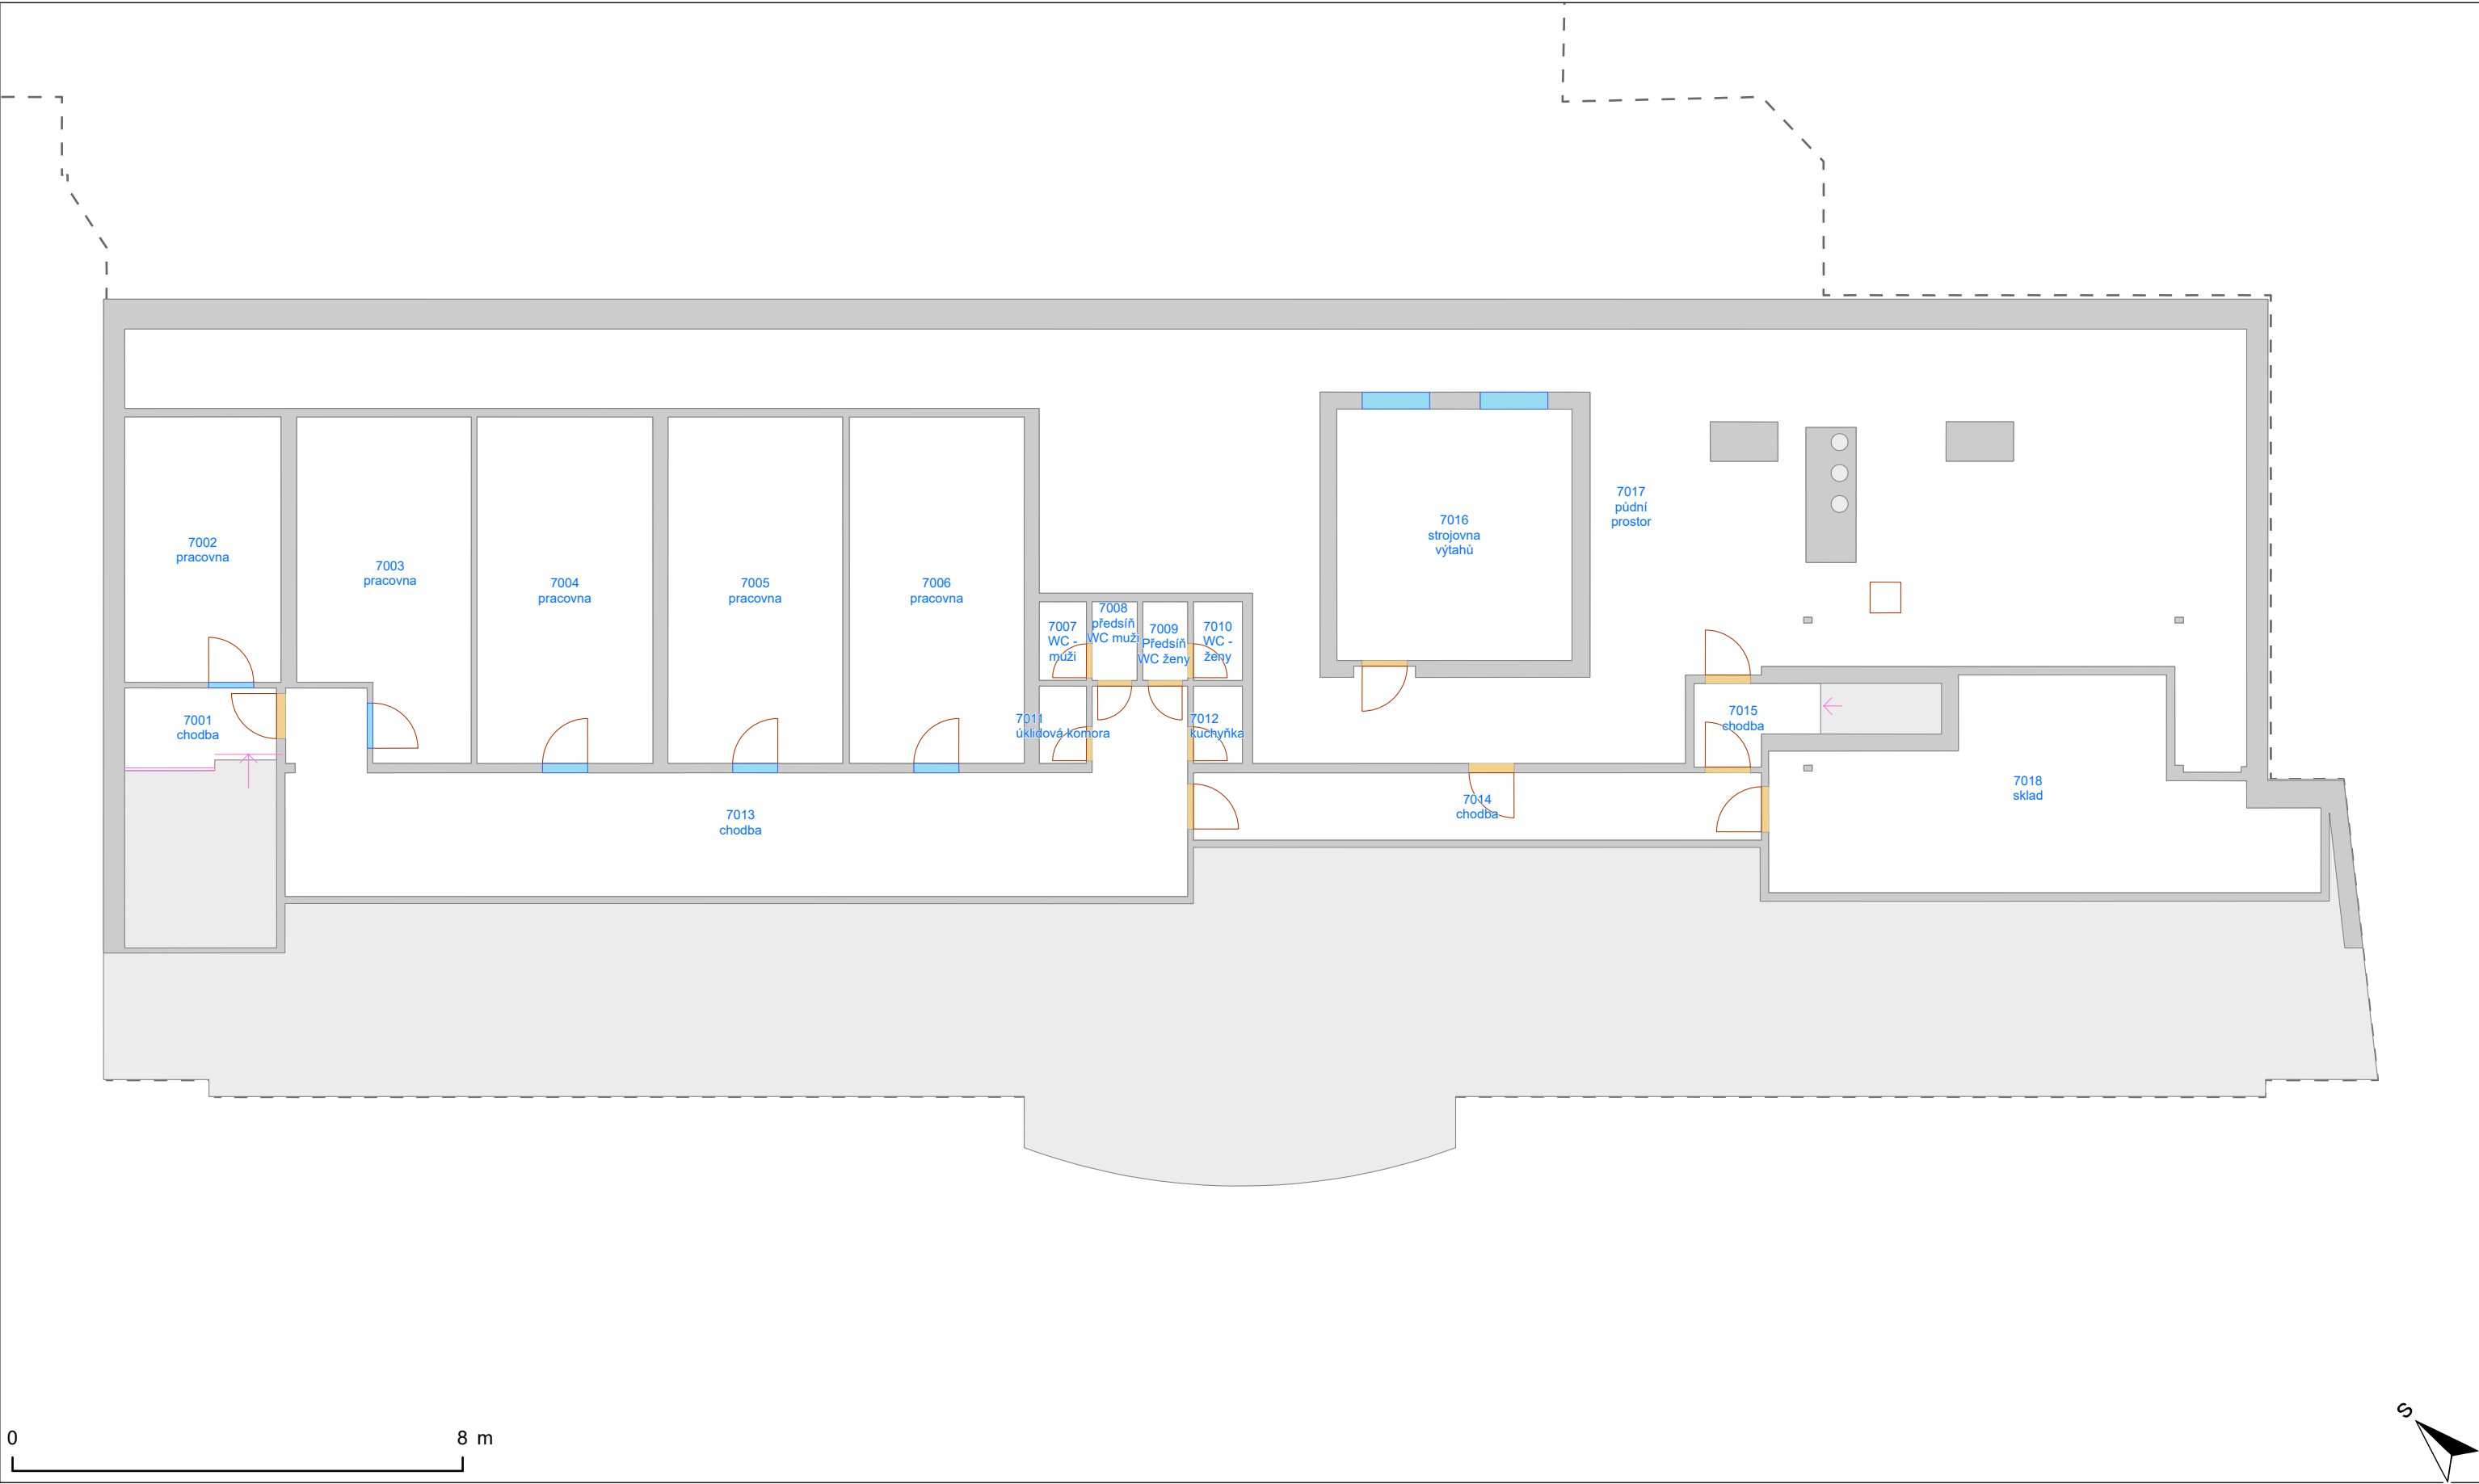 7002
pracovna
7003
pracovna
7004
pracovna
7005
pracovna
7006
pracovna
7007
WC -
muži
7008
předsíň
WC muži
7009
Předsíň
WC ženy
7010
WC -
ženy
7016
strojovna
výtahů
7017
půdní
prostor
7001
chodba
7011
úklidová komora
7012
kuchyňka
7015
chodba
7013
chodba
7014
chodba
7018
sklad
0
8 m
S